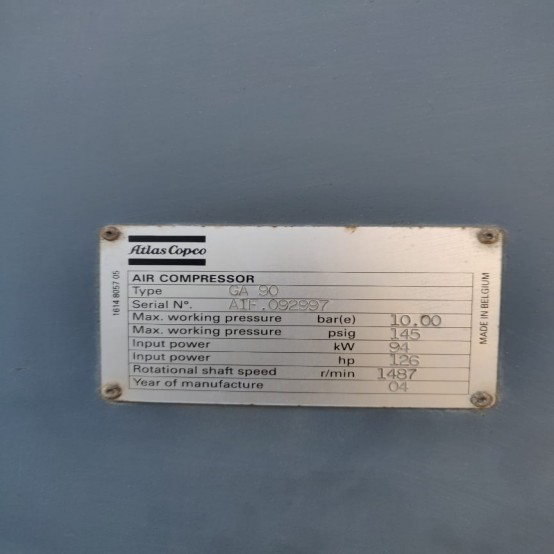 Atlas Copco
AIR COMPRESSOR
Type GA 90
Serial Nº. AIF.092997
Max. working pressure bar(e) 10.00
Max. working pressure psig 145
Input power kW 94
Input power hp 126
Rotational shaft speed r/min 1487
Year of manufacture 04
1614 8057 05
MADE IN BELGIUM